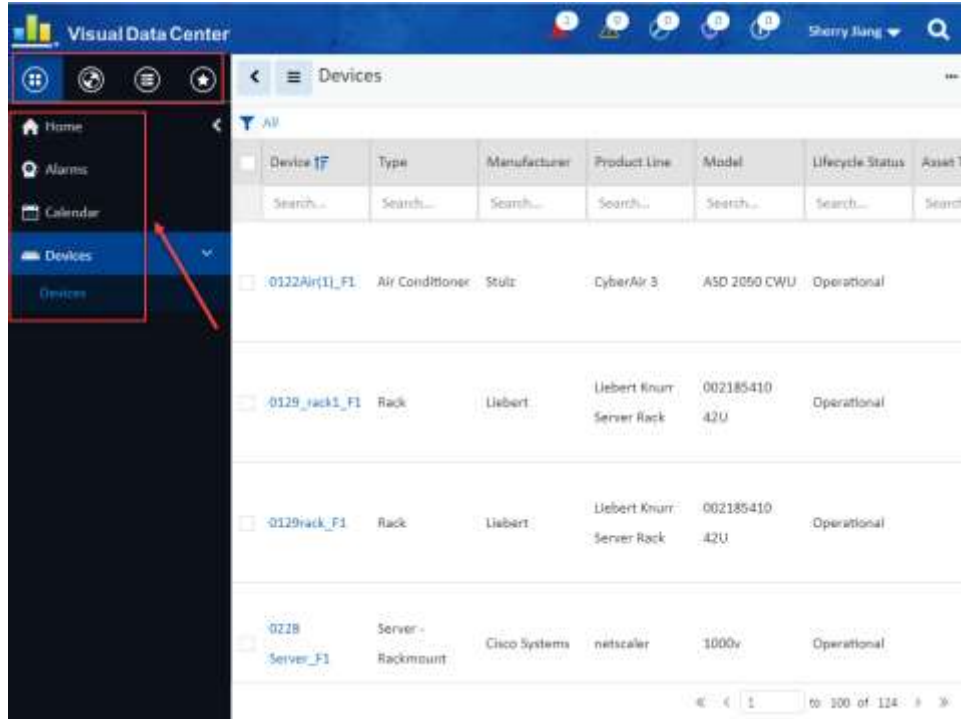 Visual Data Center
Sherry Jiang
Devices
Home
All
Alarms
Calendar
Devices
Devices
Device Type Manufacturer Product Line Model Lifecycle Status Asset
Search... Search... Search... Search... Search... Search... Search
0122Air(1)_F1 Air Conditioner Stulz CyberAir 3 ASD 2050 CWU Operational
0129_rack1_F1 Rack Liebert Liebert Knurr Server Rack 002185410 42U Operational
0129rack_F1 Rack Liebert Liebert Knurr Server Rack 002185410 42U Operational
0228 Server_F1 Server - Rackmount Cisco Systems netscaler 1000v Operational
1 to 100 of 124